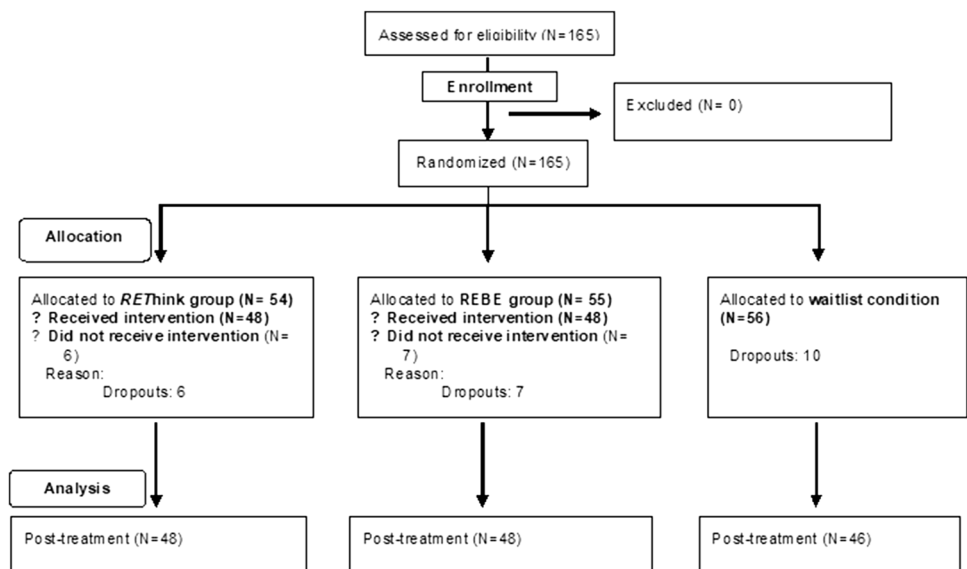 Assessed for eligibility (N=165)
Enrollment
Excluded (N= 0)
Randomized (N=165)
Allocation
Allocated to REThink group (N= 54)
? Received intervention (N=48)
? Did not receive intervention (N=
6)
Reason:
Dropouts: 6
Allocated to REBE group (N= 55)
? Received intervention (N=48)
? Did not receive intervention (N=
7)
Reason:
Dropouts: 7
Allocated to waitlist condition
(N=56)
Dropouts: 10
Analysis
Post-treatment (N=48)
Post-treatment (N=48)
Post-treatment (N=46)